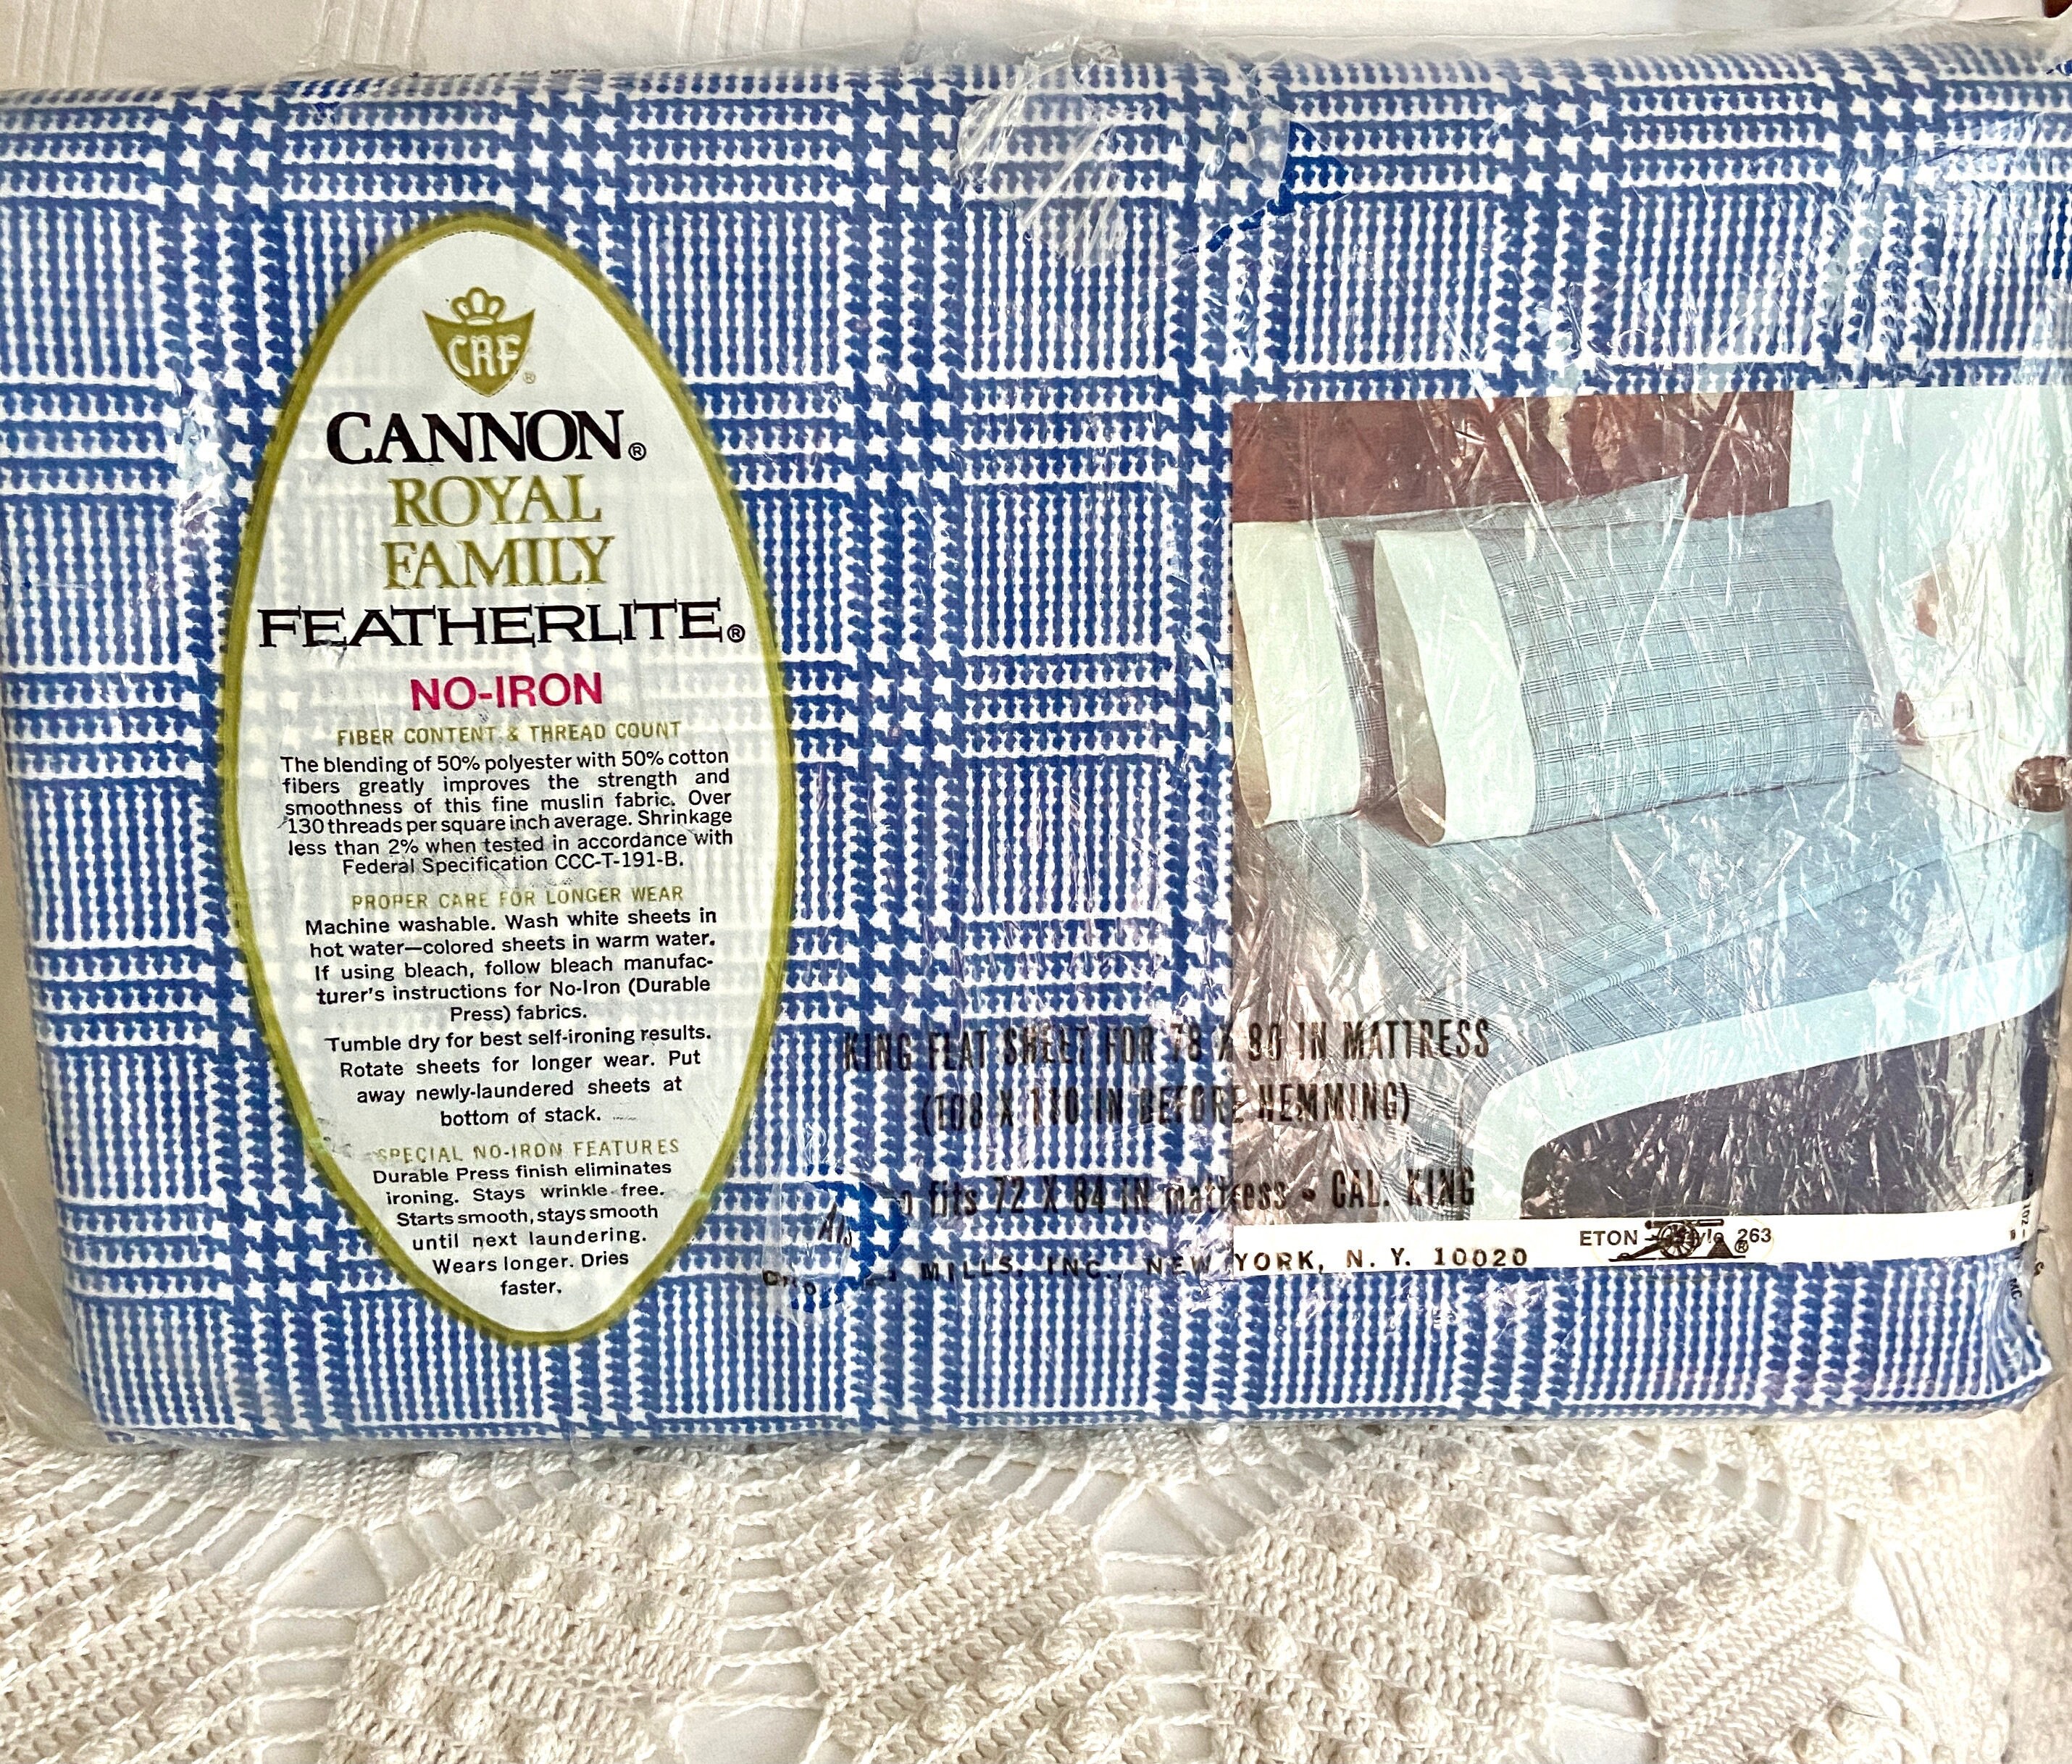 CRF®
CANNON®
ROYAL
FAMILY
FEATHERLITE®
NO-IRON
FIBER CONTENT & THREAD COUNT
The blending of 50% polyester with 50% cotton
fibers greatly improves the strength and
smoothness of this fine muslin fabric. Over
130 threads per square inch average. Shrinkage
less than 2% when tested in accordance with
Federal Specification CCC-T-191-B.
PROPER CARE FOR LONGER WEAR
Machine washable. Wash white sheets in
hot water—colored sheets in warm water.
If using bleach, follow bleach manufac-
turer's instructions for No-Iron (Durable
Press) fabrics.
Tumble dry for best self-ironing results.
Rotate sheets for longer wear. Put
away newly-laundered sheets at
bottom of stack.
SPECIAL NO-IRON FEATURES
Durable Press finish eliminates
ironing. Stays wrinkle-free.
Starts smooth, stays smooth
until next laundering.
Wears longer. Dries
faster.
KING FLAT SHEET FOR 78 X 80 IN MATTRESS
(108 X 110 IN BEFORE HEMMING)
fits 72 X 84 IN mattress • CAL. KING
MILLS, INC., NEW YORK, N. Y. 10020
ETON Style 263